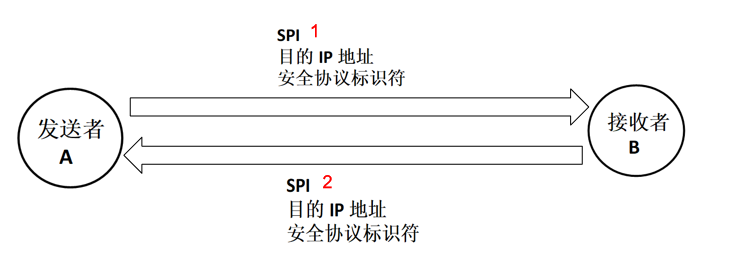 SPI 1
目的 IP 地址
安全协议标识符
发送者
A
接收者
B
SPI 2
目的 IP 地址
安全协议标识符